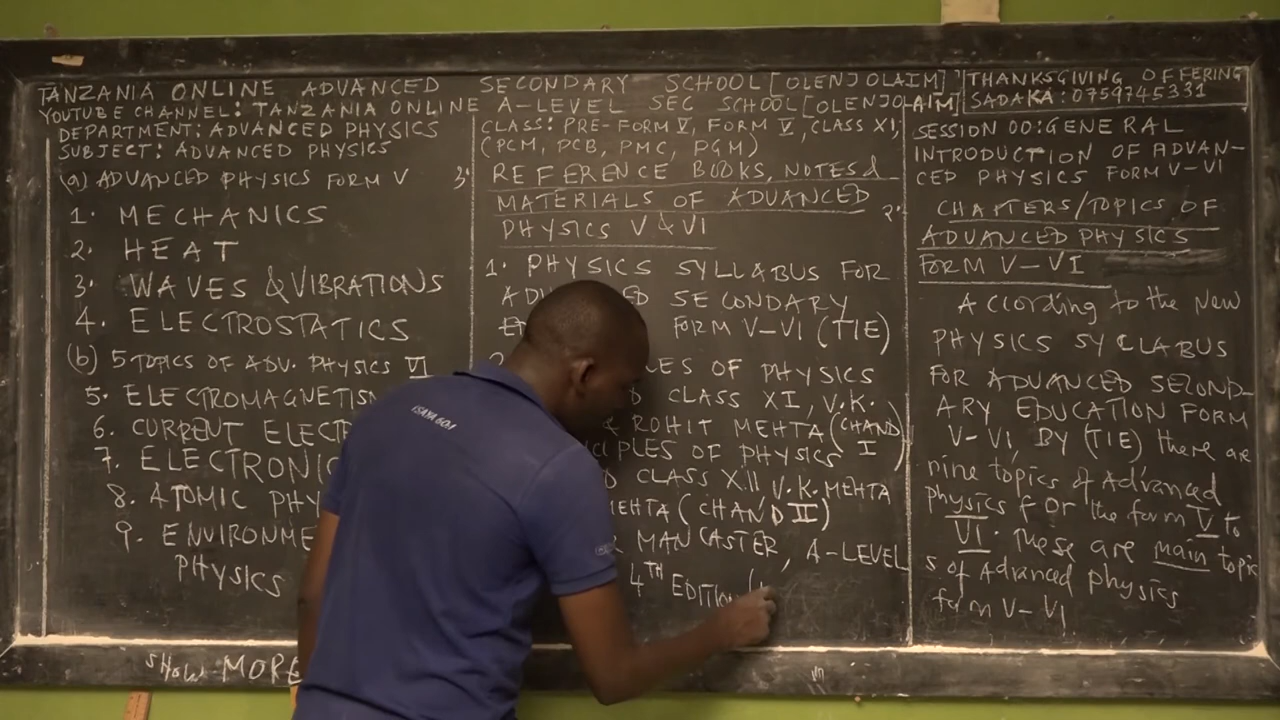 TANZANIA ONLINE ADVANCED SECONDARY SCHOOL [OLENJOLAIM]
YOUTUBE CHANNEL: TANZANIA ONLINE A-LEVEL SEC SCHOOL [OLENJOLAIM]
THANKSGIVING OFFERING
SADAKA: 0759745331
DEPARTMENT: ADVANCED PHYSICS
SUBJECT: ADVANCED PHYSICS
(a) ADVANCED PHYSICS FORM V
1. MECHANICS
2. HEAT
3. WAVES & VIBRATIONS
4. ELECTROSTATICS
(b) 5 TOPICS OF ADV. PHYSICS VI
5. ELECTROMAGNETISM
6. CURRENT ELECT
7. ELECTRONIC
8. ATOMIC PHY
9. ENVIRONME
PHYSICS
CLASS: PRE-FORM V, FORM V, CLASS XI,
(PCM, PCB, PMC, PGM)
3. REFERENCE BOOKS, NOTES &
MATERIALS OF ADVANCED
PHYSICS V & VI
1. PHYSICS SYLLABUS FOR
ADV D SECONDARY
FORM V-VI (TIE)
LES OF PHYSICS
CLASS XI, V.K.
& ROHIT MEHTA (CHAND
CIPLES OF PHYSICS I)
CLASS XII V.K. MEHTA
MEHTA (CHAND II)
MANCASTER, A-LEVEL
4TH EDITION (
SESSION 00: GENERAL
INTRODUCTION OF ADVAN-
CED PHYSICS FORM V-VI
2. CHAPTERS/TOPICS OF
ADVANCED PHYSICS
FORM V-VI
Acciording to the new
PHYSICS SYLLABUS
FOR ADVANCED SECOND-
ARY EDUCATION FORM
V-VI, BY (TIE) there are
nine topics of Advanced
physics for the form V to
VI. These are main topic
s of Advanced physics
form V-VI
SHOW MORE
ISAYA 601